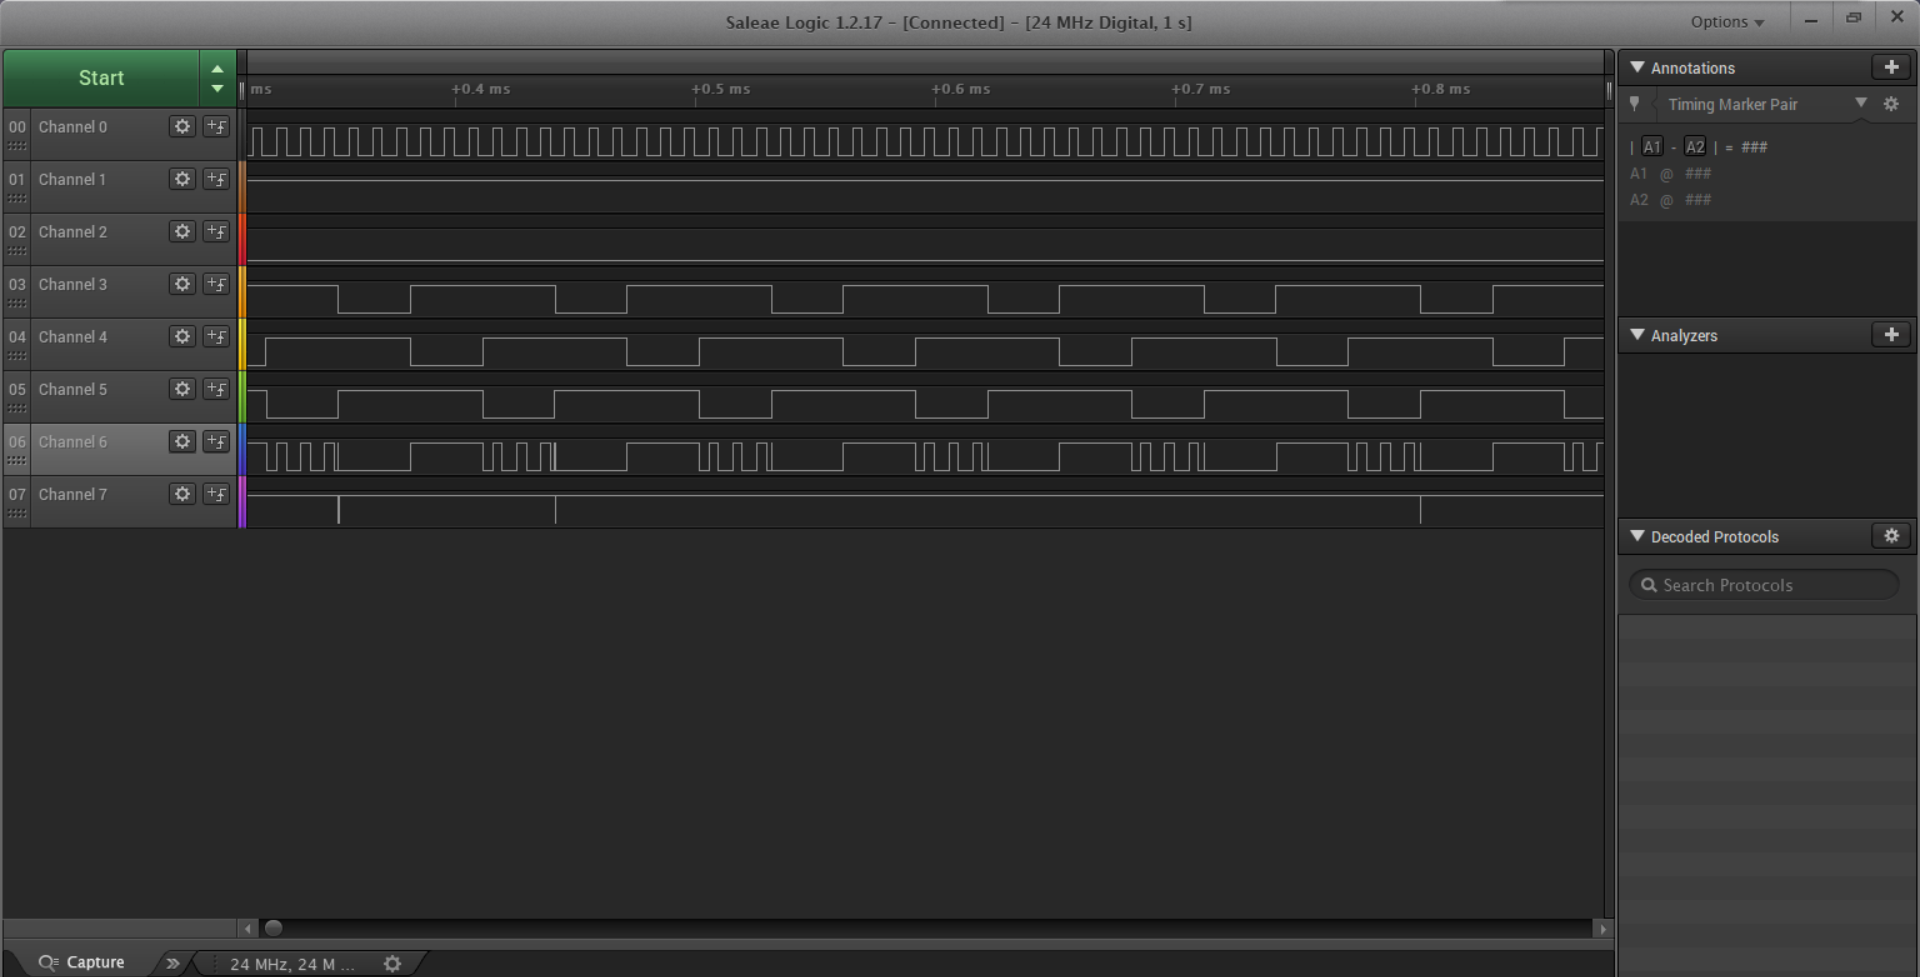 Saleae Logic 1.2.17 - [Connected] - [24 MHz Digital, 1 s]
Options
Start
ms +0.4 ms +0.5 ms +0.6 ms +0.7 ms +0.8 ms
00 Channel 0
01 Channel 1
02 Channel 2
03 Channel 3
04 Channel 4
05 Channel 5
06 Channel 6
07 Channel 7
Annotations
Timing Marker Pair
| A1 - A2 | = ###
A1 @ ###
A2 @ ###
Analyzers
Decoded Protocols
Search Protocols
Capture
24 MHz, 24 M ...